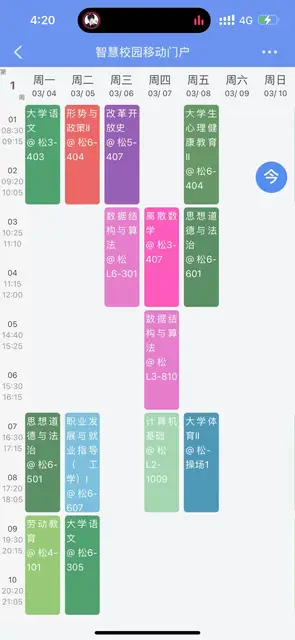 4:20
4G
智慧校园移动门户
第
1
周
周一
03/ 04
周二
03/ 05
周三
03/ 06
周四
03/ 07
周五
03/ 08
周六
03/ 09
周日
03/ 10
01
08:30
09:15
02
09:20
10:05
大学语
文
@ 松3-
403
形势与
政策II
@ 松6-
404
改革开
放史
@ 松5-
407
大学生
心理健
康教育
II
@ 松6-
404
今
03
10:25
11:10
04
11:15
12:00
数据结
构与算
法
@ 松
L6-301
离散数
学
@ 松3-
407
思想道
德与法
治
@ 松6-
601
05
14:40
15:25
06
15:30
16:15
数据结
构与算
法
@ 松
L3-810
07
16:30
17:15
08
17:20
18:05
思想道
德与法
治
@ 松6-
501
职业发
展与就
业指导
（ 工
学）I
@ 松6-
607
计算机
基础
@ 松
L2-
1009
大学体
育II
@ 松-
操场1
09
19:30
20:15
10
20:20
21:05
劳动教
育
@ 松4-
101
大学语
文
@ 松6-
305